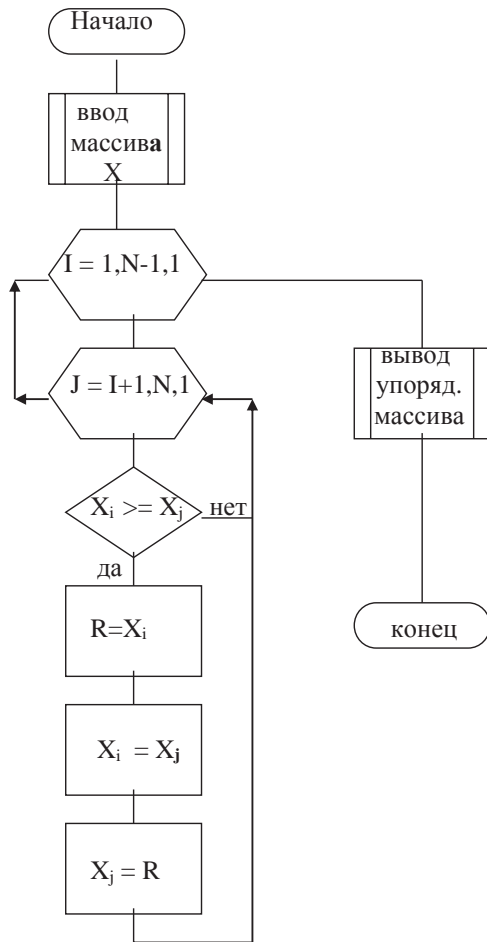 Начало
ввод
массива
X
I = 1,N-1,1
J = I+1,N,1
вывод
упоряд.
массива
Xᵢ >= Xⱼ
нет
да
R=Xᵢ
конец
Xᵢ = Xⱼ
Xⱼ = R